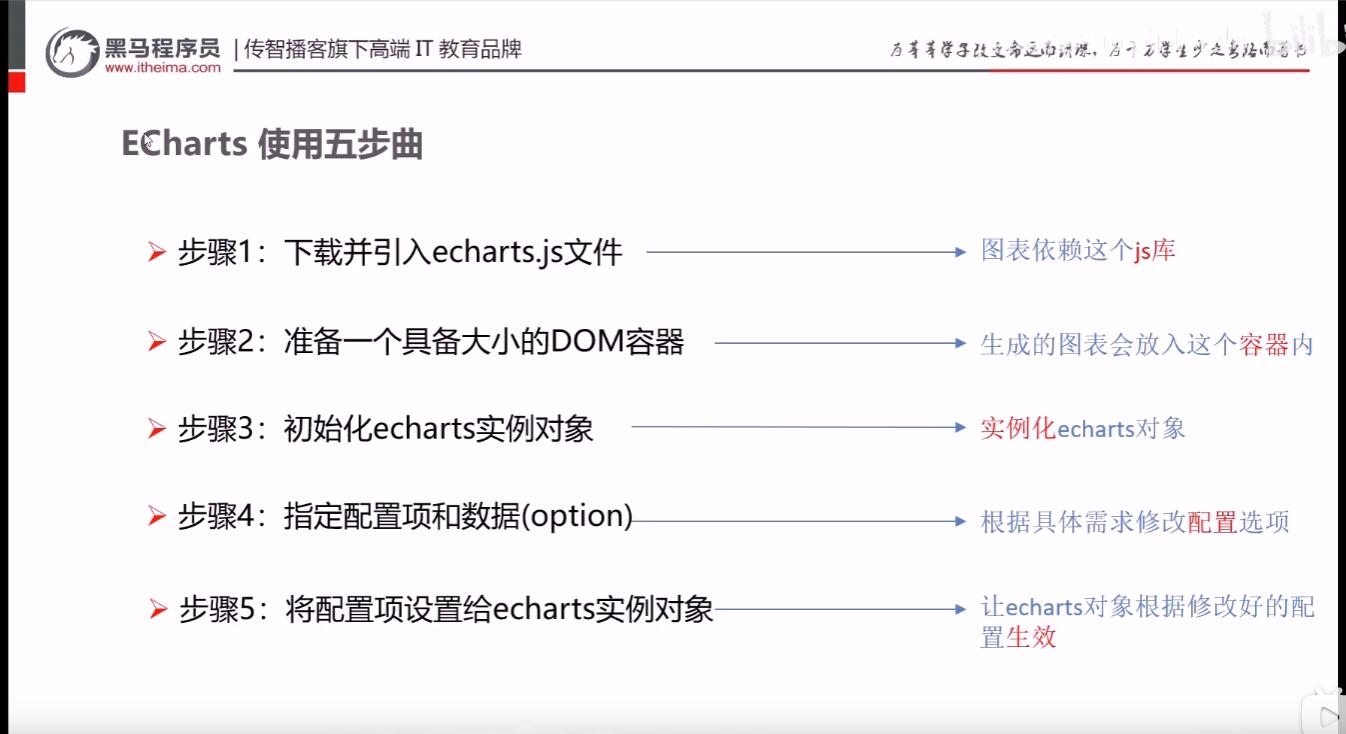 黑马程序员 | 传智播客旗下高端 IT 教育品牌
www.itheima.com
为莘莘学子改变命运而讲课，为千万学生少走弯路而著书
ECharts 使用五步曲
步骤1：下载并引入echarts.js文件
图表依赖这个js库
步骤2：准备一个具备大小的DOM容器
生成的图表会放入这个容器内
步骤3：初始化echarts实例对象
实例化echarts对象
步骤4：指定配置项和数据(option)
根据具体需求修改配置选项
步骤5：将配置项设置给echarts实例对象
让echarts对象根据修改好的配
置生效